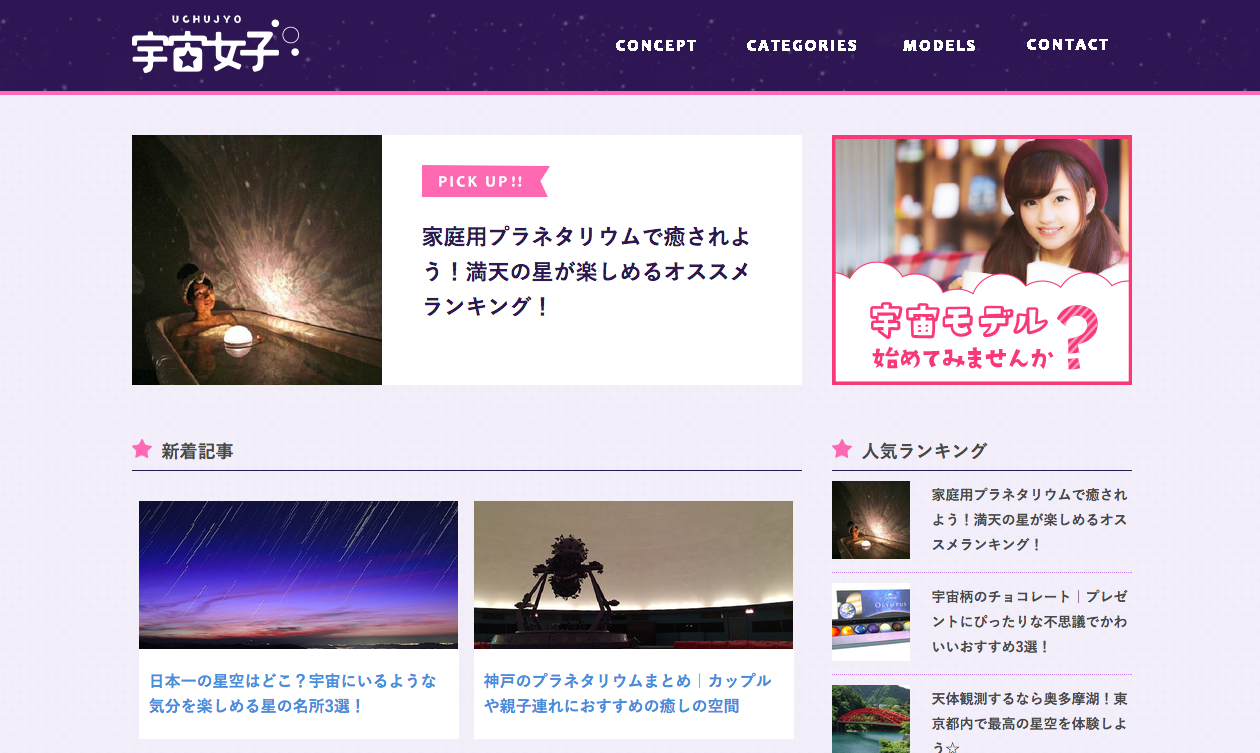 UCHUJYO
宇宙女子
CONCEPT
CATEGORIES
MODELS
CONTACT
PICK UP!!
家庭用プラネタリウムで癒されよ
う！満天の星が楽しめるオススメ
ランキング！
宇宙モデル
始めてみませんか?
新着記事
日本一の星空はどこ？宇宙にいるような
気分を楽しめる星の名所3選！
神戸のプラネタリウムまとめ｜カップル
や親子連れにおすすめの癒しの空間
人気ランキング
家庭用プラネタリウムで癒され
よう！満天の星が楽しめるオス
スメランキング！
OLYMPUS
宇宙柄のチョコレート｜プレゼ
ントにぴったりな不思議でかわ
いいおすすめ3選！
天体観測するなら奥多摩湖！東
京都内で最高の星空を体験しよ
う☆